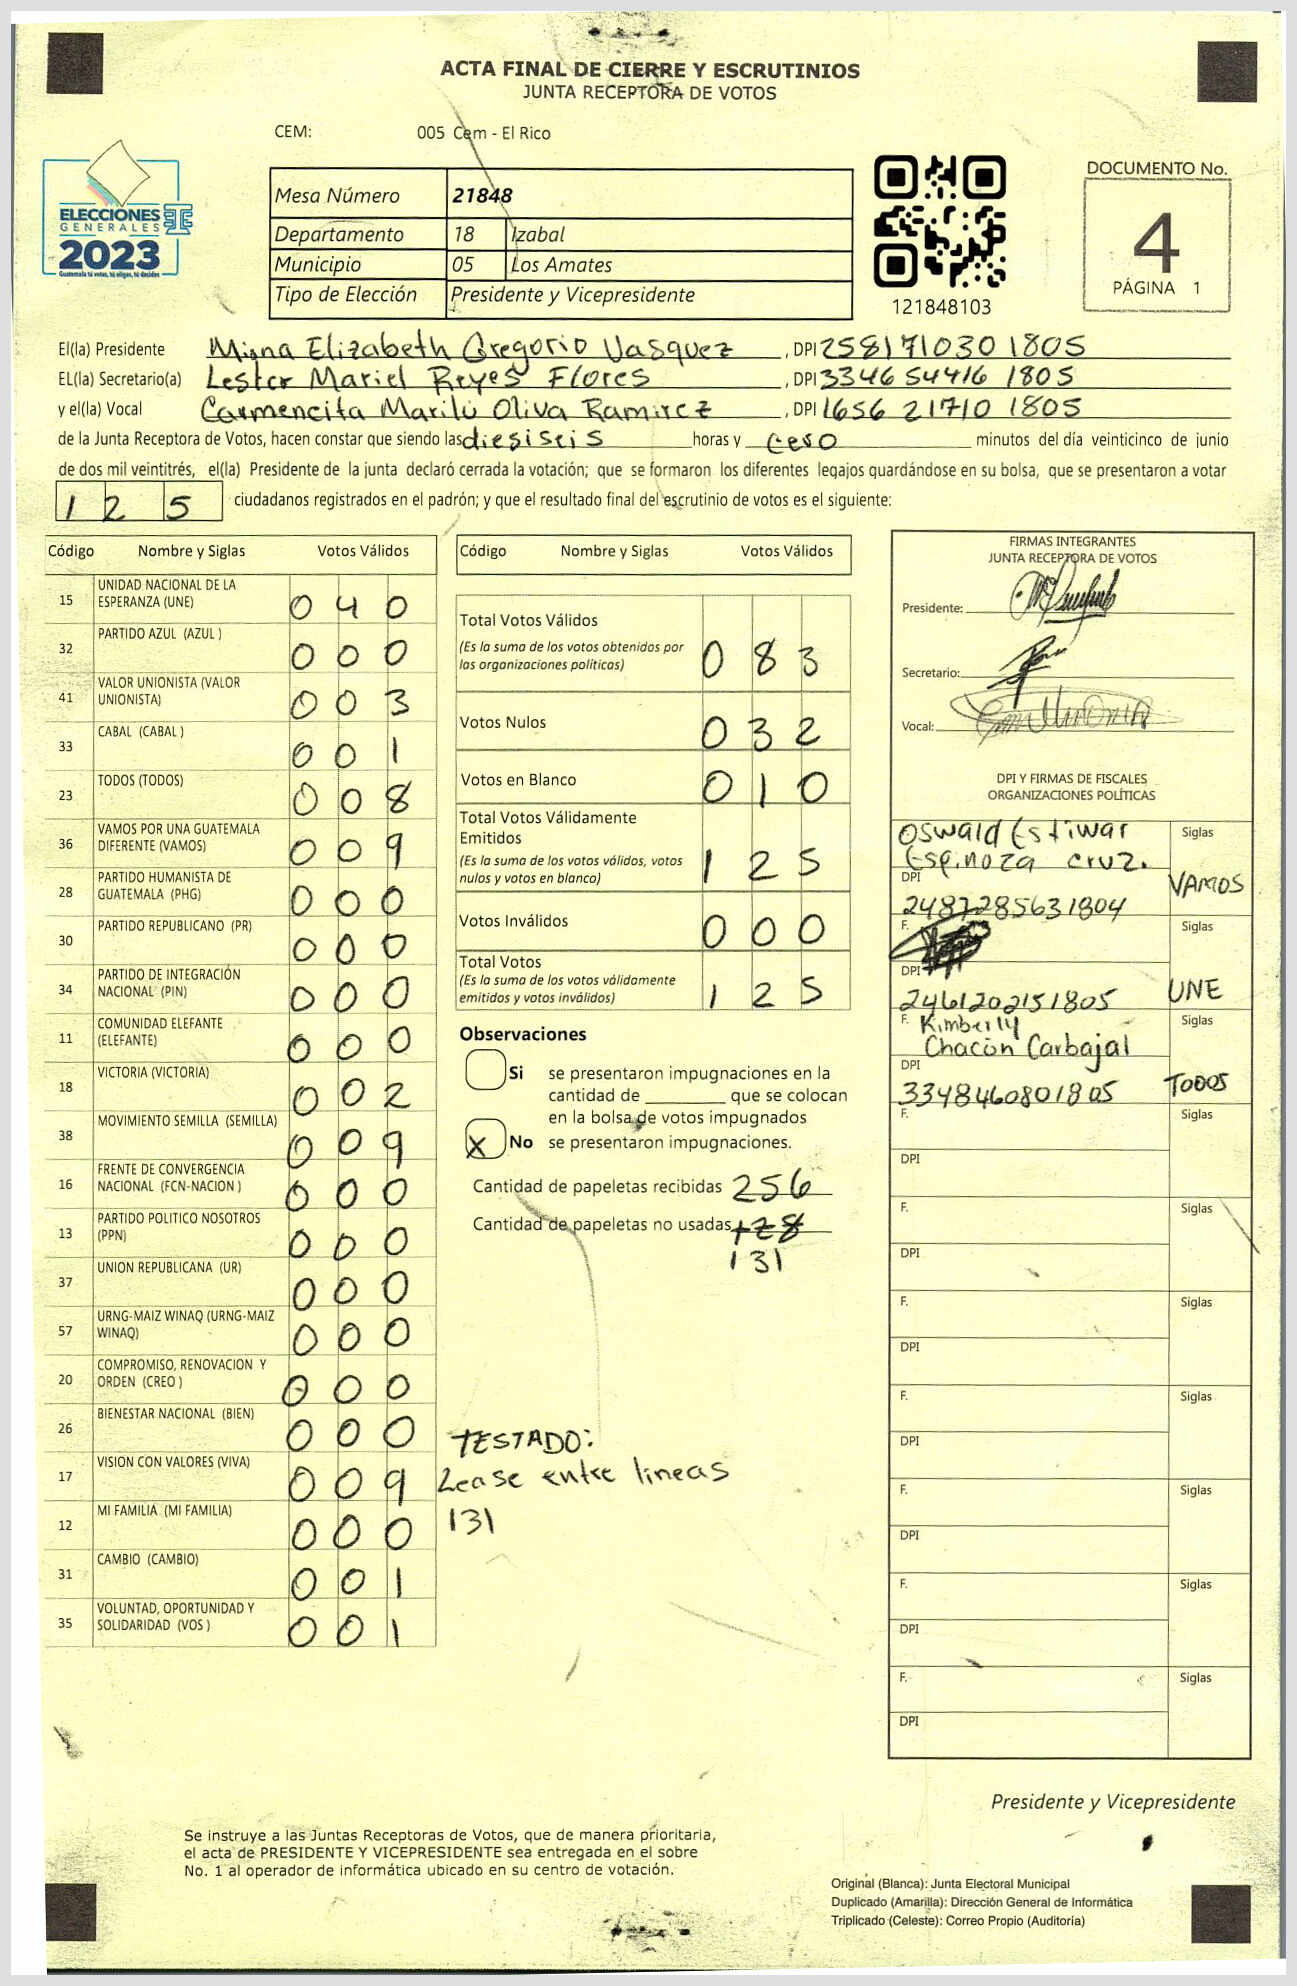 ACTA FINAL DE CIERRE Y ESCRUTINIOS
JUNTA RECEPTORA DE VOTOS
CEM: 005 Cem - El Rico
ELECCIONES
GENERALES
2023
Guatemala tú votas, tú eliges, tú decides
Mesa Número 21848
Departamento 18 Izabal
Municipio 05 Los Amates
Tipo de Elección Presidente y Vicepresidente
121848103
DOCUMENTO No.
4
PÁGINA 1
El(la) Presidente Migna Elizabeth Gregorio Vasquez , DPI 258171030 1805
EL(la) Secretario(a) Lester Mariel Reyes Flores , DPI 3346 54416 1805
y el(la) Vocal Carmencita Marilú Oliva Ramirez , DPI 1656 21710 1805
de la Junta Receptora de Votos, hacen constar que siendo las diesiseis horas y cero minutos del día veinticinco de junio
de dos mil veintitrés, el(la) Presidente de la junta declaró cerrada la votación; que se formaron los diferentes legajos guardándose en su bolsa, que se presentaron a votar
1 2 5 ciudadanos registrados en el padrón; y que el resultado final del escrutinio de votos es el siguiente:
Código Nombre y Siglas Votos Válidos
15 UNIDAD NACIONAL DE LA ESPERANZA (UNE) 0 4 0
32 PARTIDO AZUL (AZUL ) 0 0 0
41 VALOR UNIONISTA (VALOR UNIONISTA) 0 0 3
33 CABAL (CABAL ) 0 0 1
23 TODOS (TODOS) 0 0 8
36 VAMOS POR UNA GUATEMALA DIFERENTE (VAMOS) 0 0 9
28 PARTIDO HUMANISTA DE GUATEMALA (PHG) 0 0 0
30 PARTIDO REPUBLICANO (PR) 0 0 0
34 PARTIDO DE INTEGRACIÓN NACIONAL (PIN) 0 0 0
11 COMUNIDAD ELEFANTE (ELEFANTE) 0 0 0
18 VICTORIA (VICTORIA) 0 0 2
38 MOVIMIENTO SEMILLA (SEMILLA) 0 0 9
16 FRENTE DE CONVERGENCIA NACIONAL (FCN-NACION ) 0 0 0
13 PARTIDO POLITICO NOSOTROS (PPN) 0 0 0
37 UNION REPUBLICANA (UR) 0 0 0
57 URNG-MAIZ WINAQ (URNG-MAIZ WINAQ) 0 0 0
20 COMPROMISO, RENOVACION Y ORDEN (CREO ) 0 0 0
26 BIENESTAR NACIONAL (BIEN) 0 0 0
17 VISION CON VALORES (VIVA) 0 0 9
12 MI FAMILIA (MI FAMILIA) 0 0 0
31 CAMBIO (CAMBIO) 0 0 1
35 VOLUNTAD, OPORTUNIDAD Y SOLIDARIDAD (VOS ) 0 0 1
Código Nombre y Siglas Votos Válidos
Total Votos Válidos
(Es la suma de los votos obtenidos por
las organizaciones políticas) 0 8 3
Votos Nulos 0 3 2
Votos en Blanco 0 1 0
Total Votos Válidamente
Emitidos
(Es la suma de los votos válidos, votos
nulos y votos en blanco) 1 2 5
Votos Inválidos 0 0 0
Total Votos
(Es la suma de los votos válidamente
emitidos y votos inválidos) 1 2 5
Observaciones
Si se presentaron impugnaciones en la
cantidad de ________ que se colocan
en la bolsa de votos impugnados
X No se presentaron impugnaciones.
Cantidad de papeletas recibidas 256
Cantidad de papeletas no usadas 128
131
TESTADO:
Lease entre lineas
131
FIRMAS INTEGRANTES
JUNTA RECEPTORA DE VOTOS
Presidente:
Secretario:
Vocal:
DPI Y FIRMAS DE FISCALES
ORGANIZACIONES POLÍTICAS
Oswald Estiwar Siglas
Espinoza cruz.
DPI VAMOS
2487285631804
F. Siglas
DPI
2461202151805 UNE
F. Kimberly Siglas
Chacón Carbajal
DPI
3348460801805 TODOS
F. Siglas
DPI
F. Siglas
DPI
F. Siglas
DPI
F. Siglas
DPI
F. Siglas
DPI
F. Siglas
DPI
F. Siglas
DPI
Presidente y Vicepresidente
Se instruye a las Juntas Receptoras de Votos, que de manera prioritaria,
el acta de PRESIDENTE Y VICEPRESIDENTE sea entregada en el sobre
No. 1 al operador de informática ubicado en su centro de votación.
Original (Blanca): Junta Electoral Municipal
Duplicado (Amarilla): Dirección General de Informática
Triplicado (Celeste): Correo Propio (Auditoría)